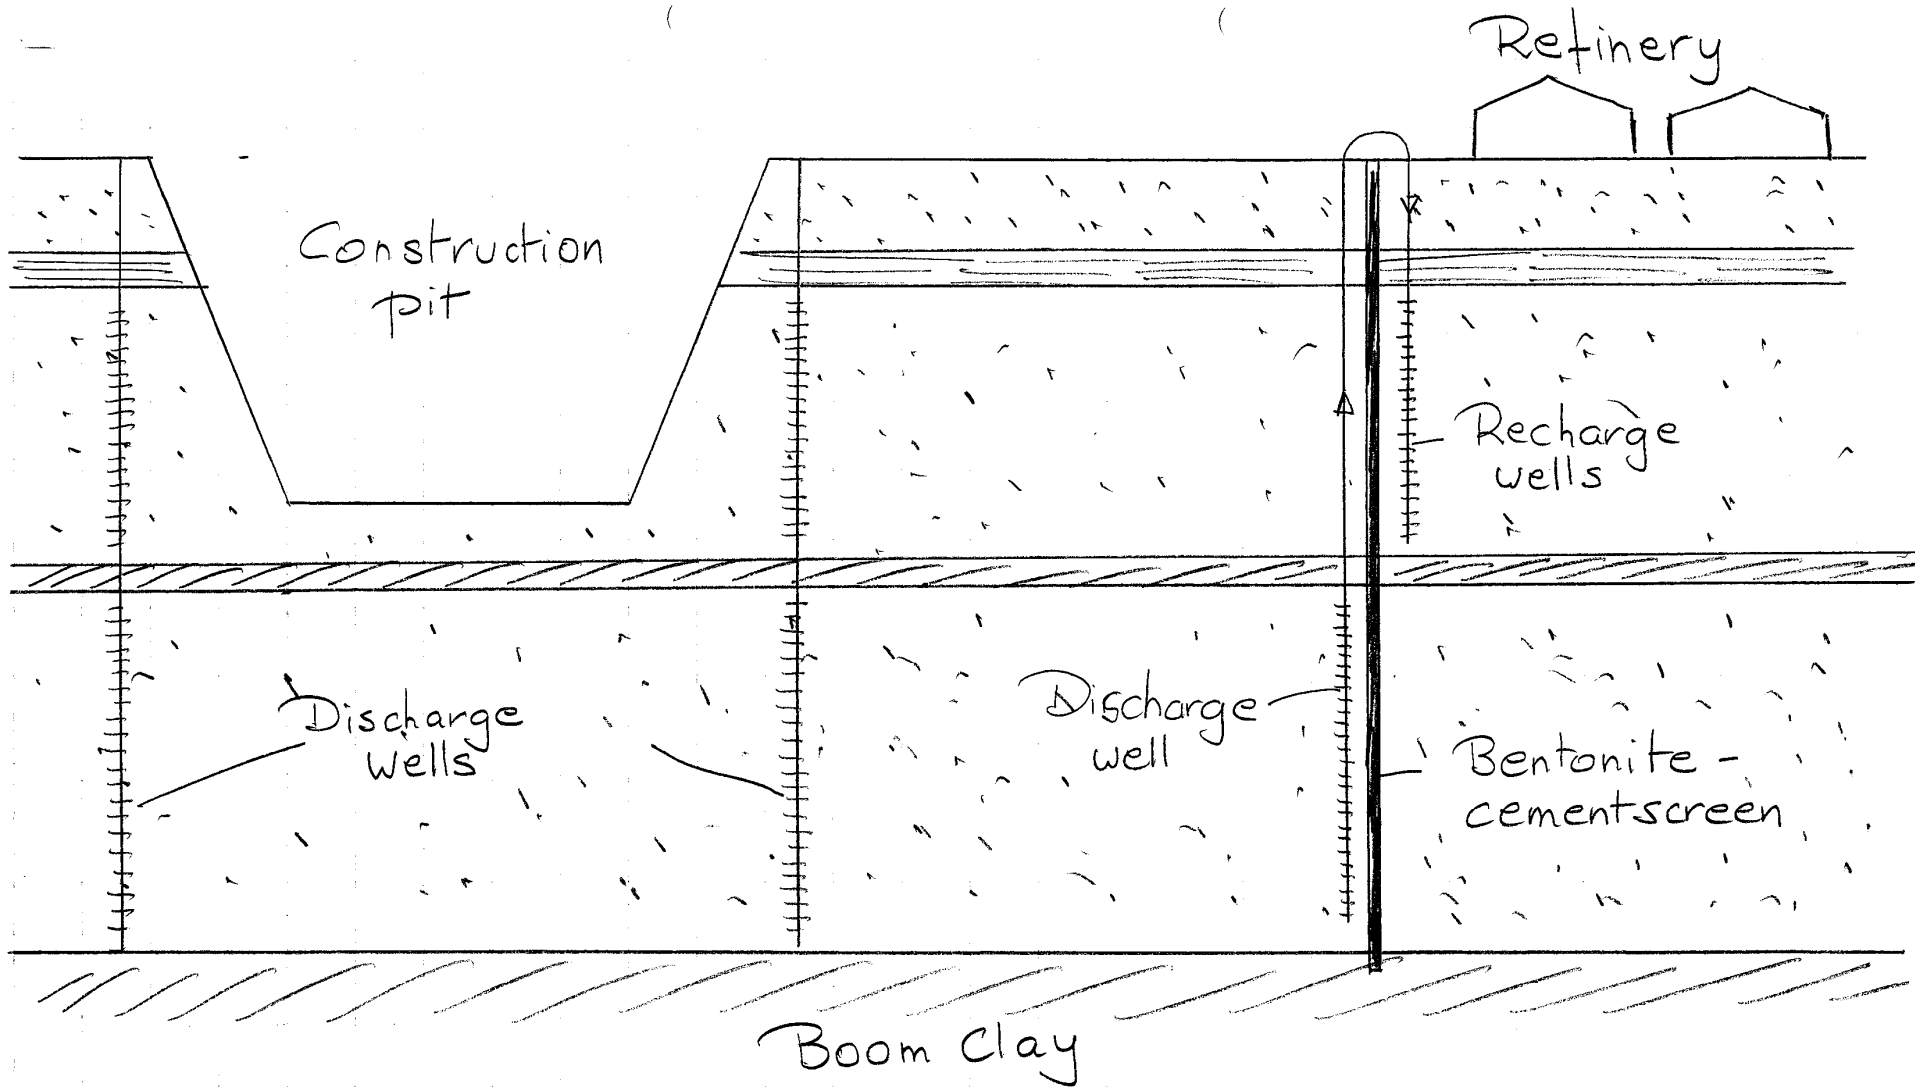 Refinery
Construction
pit
Recharge
wells
Discharge
wells
Discharge
well
Bentonite -
cementscreen
Boom Clay